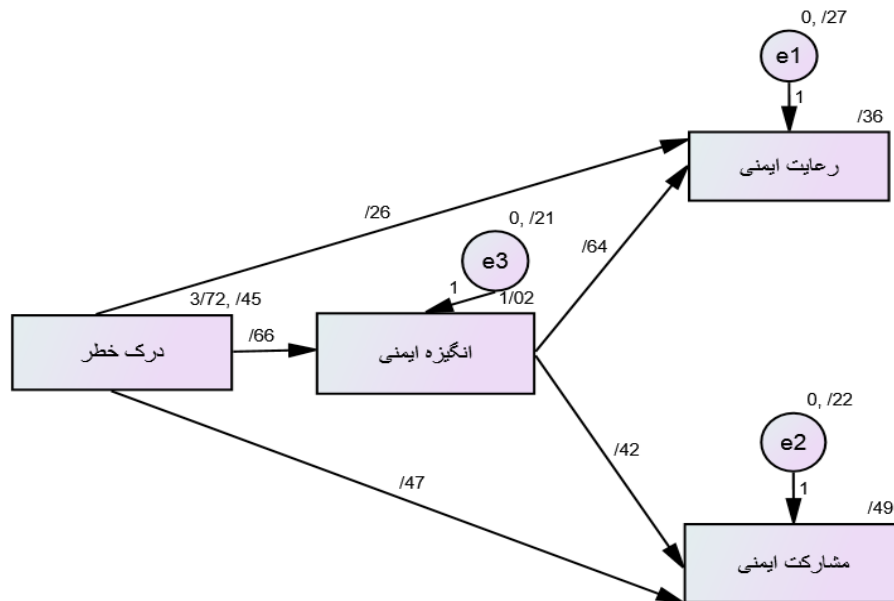 0, /27
e1
1
/36
رعایت ایمنی
/26
0, /21
e3
/64
1
1/02
3/72, /45
درک خطر
/66
انگیزه ایمنی
0, /22
e2
/42
/47
1
/49
مشارکت ایمنی